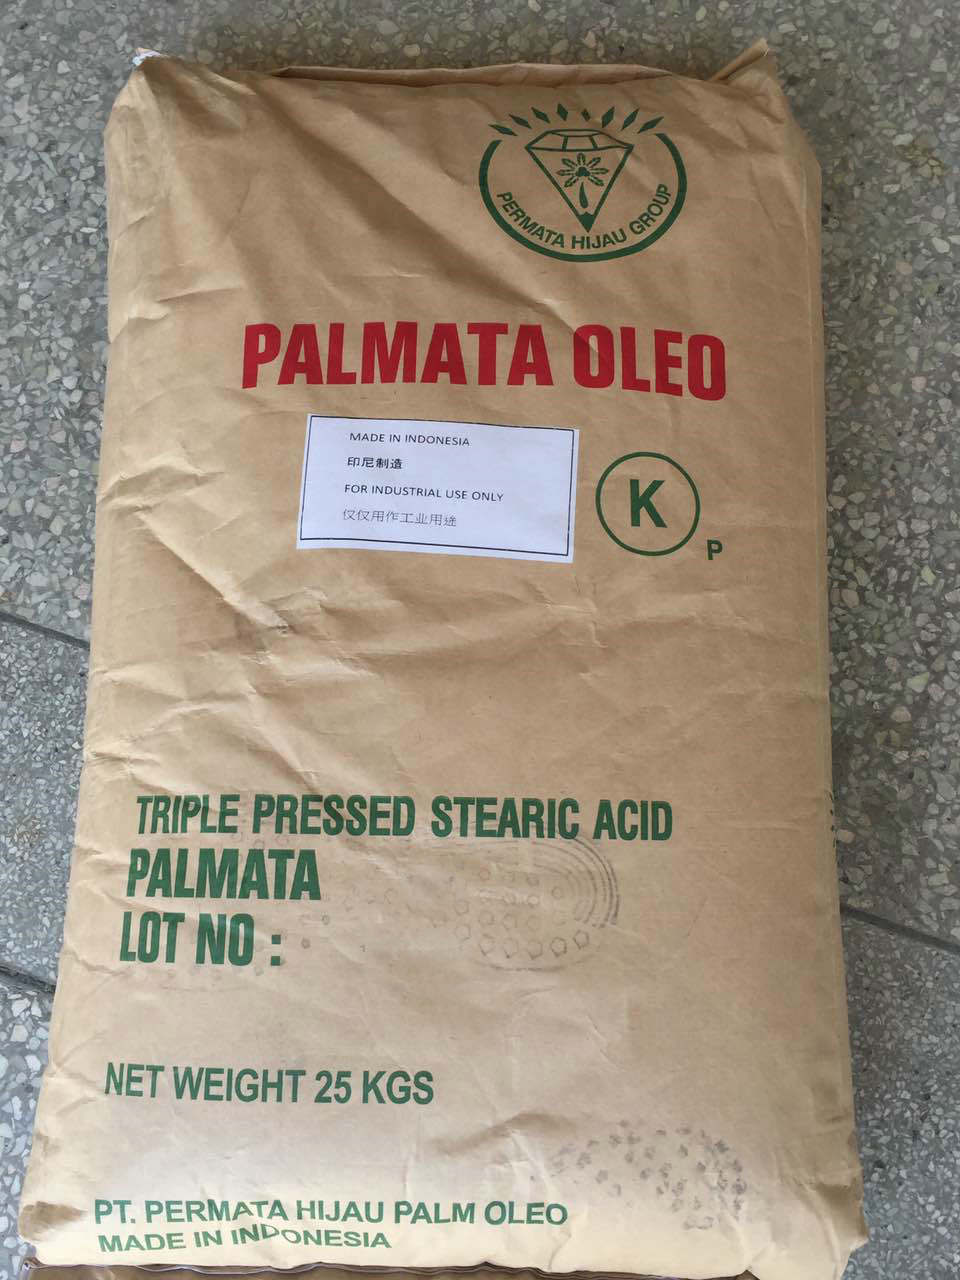 PERMATA HIJAU GROUP
PALMATA OLEO
MADE IN INDONESIA
印尼制造
FOR INDUSTRIAL USE ONLY
仅仅用作工业用途
K
P
TRIPLE PRESSED STEARIC ACID
PALMATA
LOT NO :
NET WEIGHT 25 KGS
PT. PERMATA HIJAU PALM OLEO
MADE IN INDONESIA